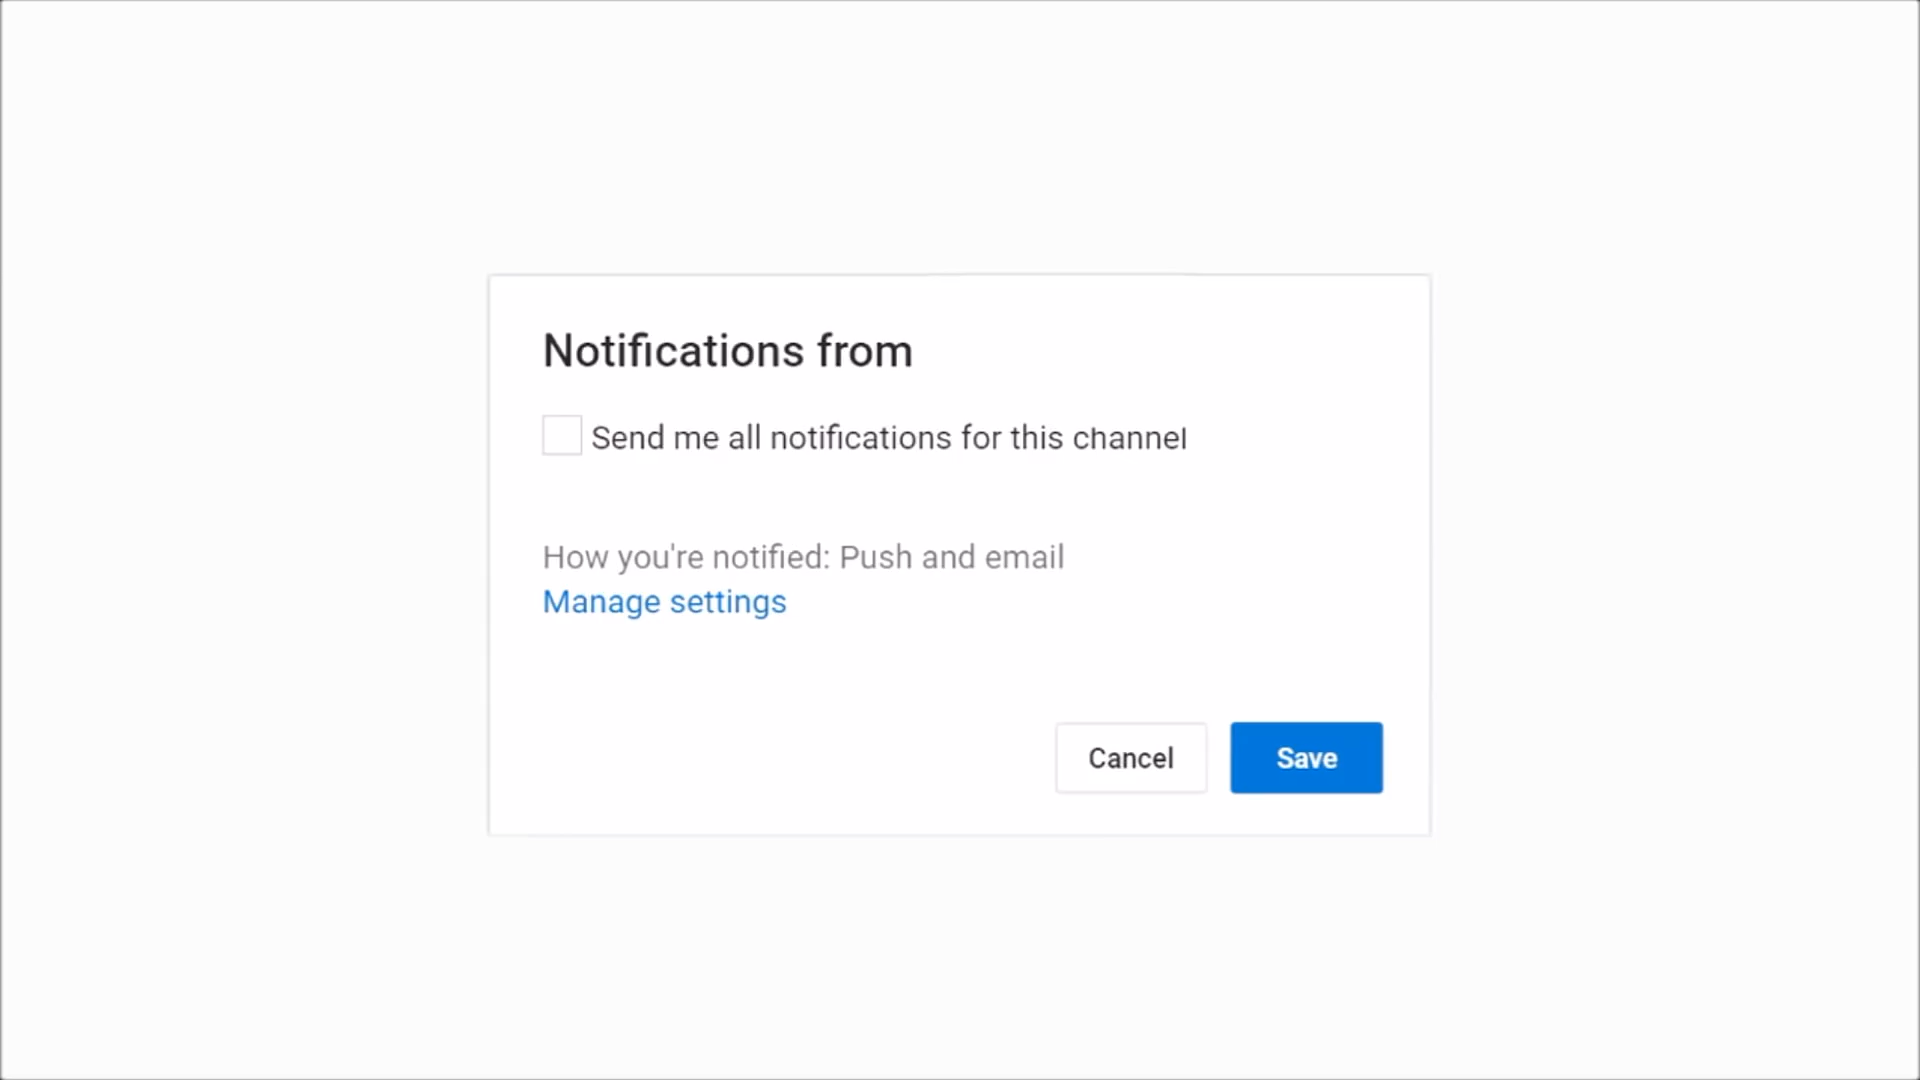 Notifications from
Send me all notifications for this channel
How you're notified: Push and email
Manage settings
Cancel
Save